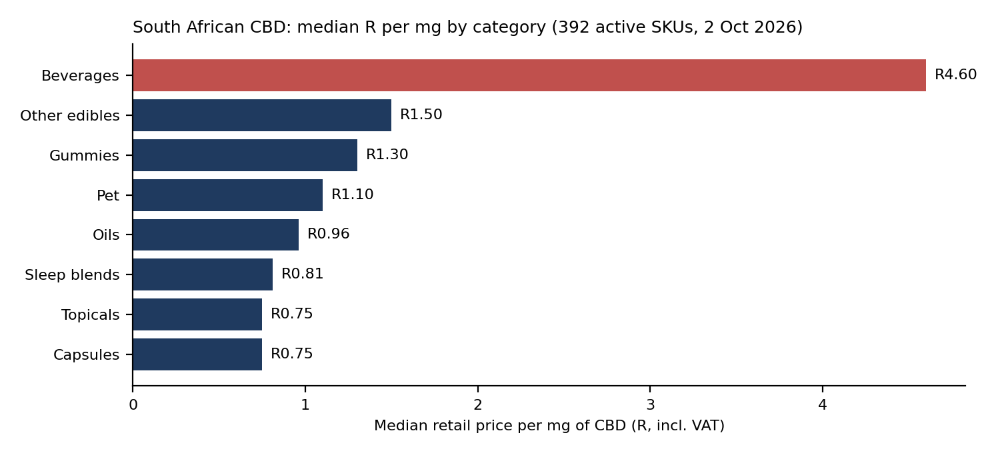 South African CBD: median R per mg by category (392 active SKUs, 2 Oct 2026)
Beverages R4.60
Other edibles R1.50
Gummies R1.30
Pet R1.10
Oils R0.96
Sleep blends R0.81
Topicals R0.75
Capsules R0.75
0 1 2 3 4
Median retail price per mg of CBD (R, incl. VAT)